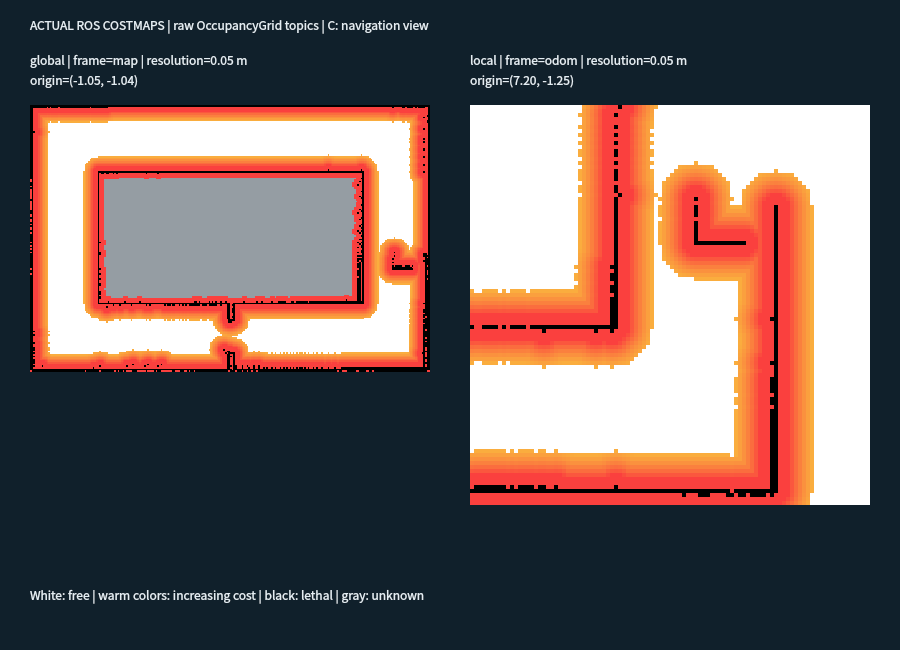 ACTUAL ROS COSTMAPS | raw OccupancyGrid topics | C: navigation view
global | frame=map | resolution=0.05 m
origin=(-1.05, -1.04)
local | frame=odom | resolution=0.05 m
origin=(7.20, -1.25)
White: free | warm colors: increasing cost | black: lethal | gray: unknown